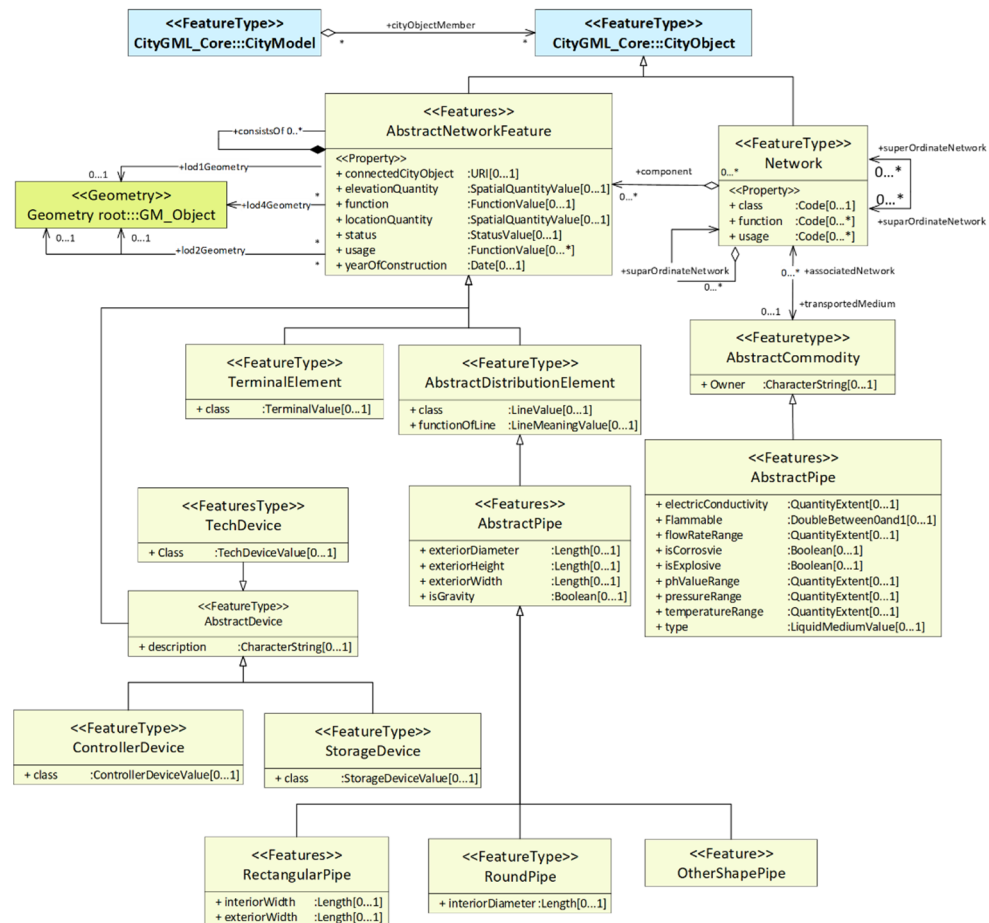 <<FeatureType>>
CityGML_Core:::CityModel
+cityObjectMember
*
*
<<FeatureType>>
CityGML_Core:::CityObject
<<Features>>
AbstractNetworkFeature
<<Property>>
+ connectedCityObject :URI[0...1]
+ elevationQuantity :SpatialQuantityValue[0...1]
+ function :FunctionValue[0...1]
+ locationQuantity :SpatialQuantityValue[0...1]
+ status :StatusValue[0...1]
+ usage :FunctionValue[0...*]
+ yearOfConstruction :Date[0...1]
+consistsOf 0..*
+lod1Geometry
0...1
*
+lod4Geometry
<<Geometry>>
Geometry root:::GM_Object
0...1
0...1
+lod2Geometry
*
*
+component
0...*
0...*
<<FeatureType>>
Network
<<Property>>
+ class :Code[0...1]
+ function :Code[0...*]
+ usage :Code[0...*]
+superOrdinateNetwork
0...*
0...*
+suparOrdinateNetwork
+suparOrdinateNetwork
0...*
0...*
+associatedNetwork
0...1
+transportedMedium
<<Featuretype>>
AbstractCommodity
+ Owner :CharacterString[0...1]
<<FeatureType>>
TerminalElement
+ class :TerminalValue[0...1]
<<FeatureType>>
AbstractDistributionElement
+ class :LineValue[0...1]
+ functionOfLine :LineMeaningValue[0...1]
<<Features>>
AbstractPipe
+ electricConductivity :QuantityExtent[0...1]
+ Flammable :DoubleBetween0and1[0...1]
+ flowRateRange :QuantityExtent[0...1]
+ isCorrosvie :Boolean[0...1]
+ isExplosive :Boolean[0...1]
+ phValueRange :QuantityExtent[0...1]
+ pressureRange :QuantityExtent[0...1]
+ temperatureRange :QuantityExtent[0...1]
+ type :LiquidMediumValue[0...1]
<<FeaturesType>>
TechDevice
+ Class :TechDeviceValue[0...1]
<<Features>>
AbstractPipe
+ exteriorDiameter :Length[0...1]
+ exteriorHeight :Length[0...1]
+ exteriorWidth :Length[0...1]
+ isGravity :Boolean[0...1]
<<FeatureType>>
AbstractDevice
+ description :CharacterString[0...1]
<<FeatureType>>
ControllerDevice
+ class :ControllerDeviceValue[0...1]
<<FeatureType>>
StorageDevice
+ class :StorageDeviceValue[0...1]
<<Features>>
RectangularPipe
+ interiorWidth :Length[0...1]
+ exteriorWidth :Length[0...1]
<<FeatureType>>
RoundPipe
+ interiorDiameter :Length[0...1]
<<Feature>>
OtherShapePipe